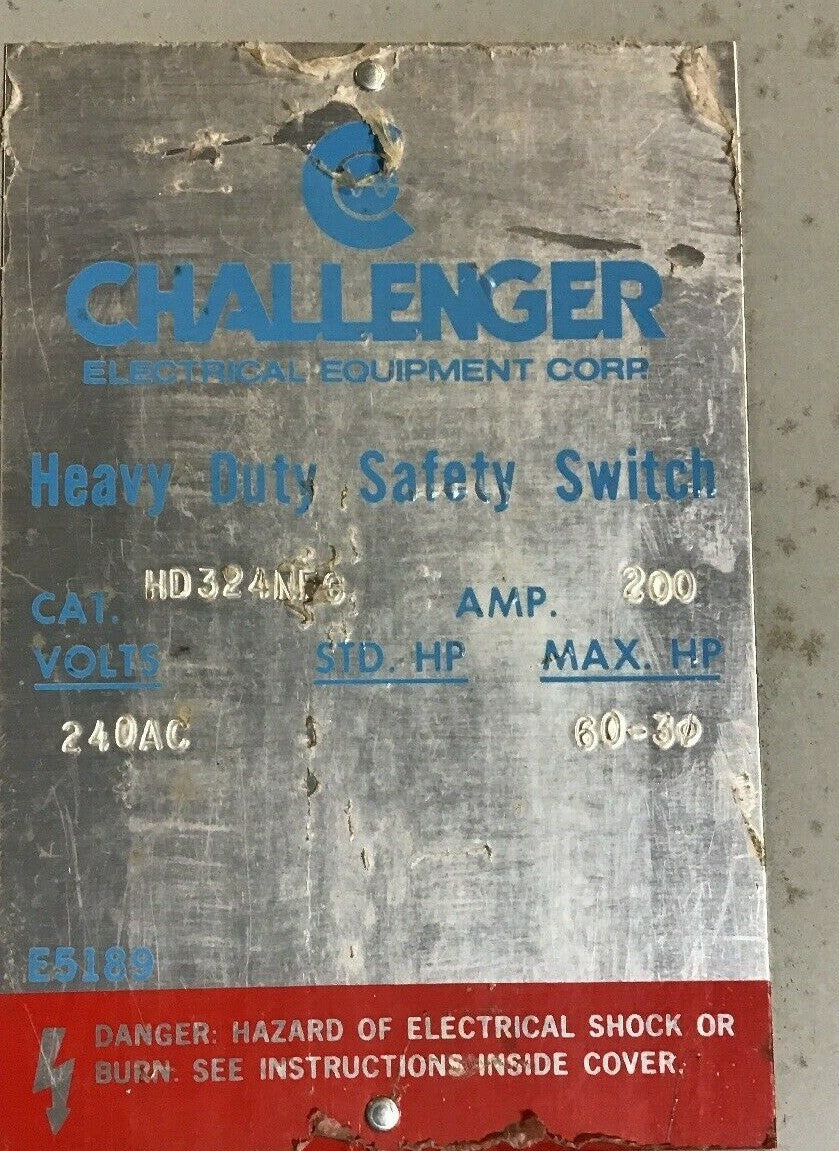 CHALLENGER
ELECTRICAL EQUIPMENT CORP
Heavy Duty Safety Switch
CAT. AMP. 200
VOLTS STD. HP MAX. HP
240AC 60-3ϕ
E5189
DANGER: HAZARD OF ELECTRICAL SHOCK OR
BURN. SEE INSTRUCTIONS INSIDE COVER.